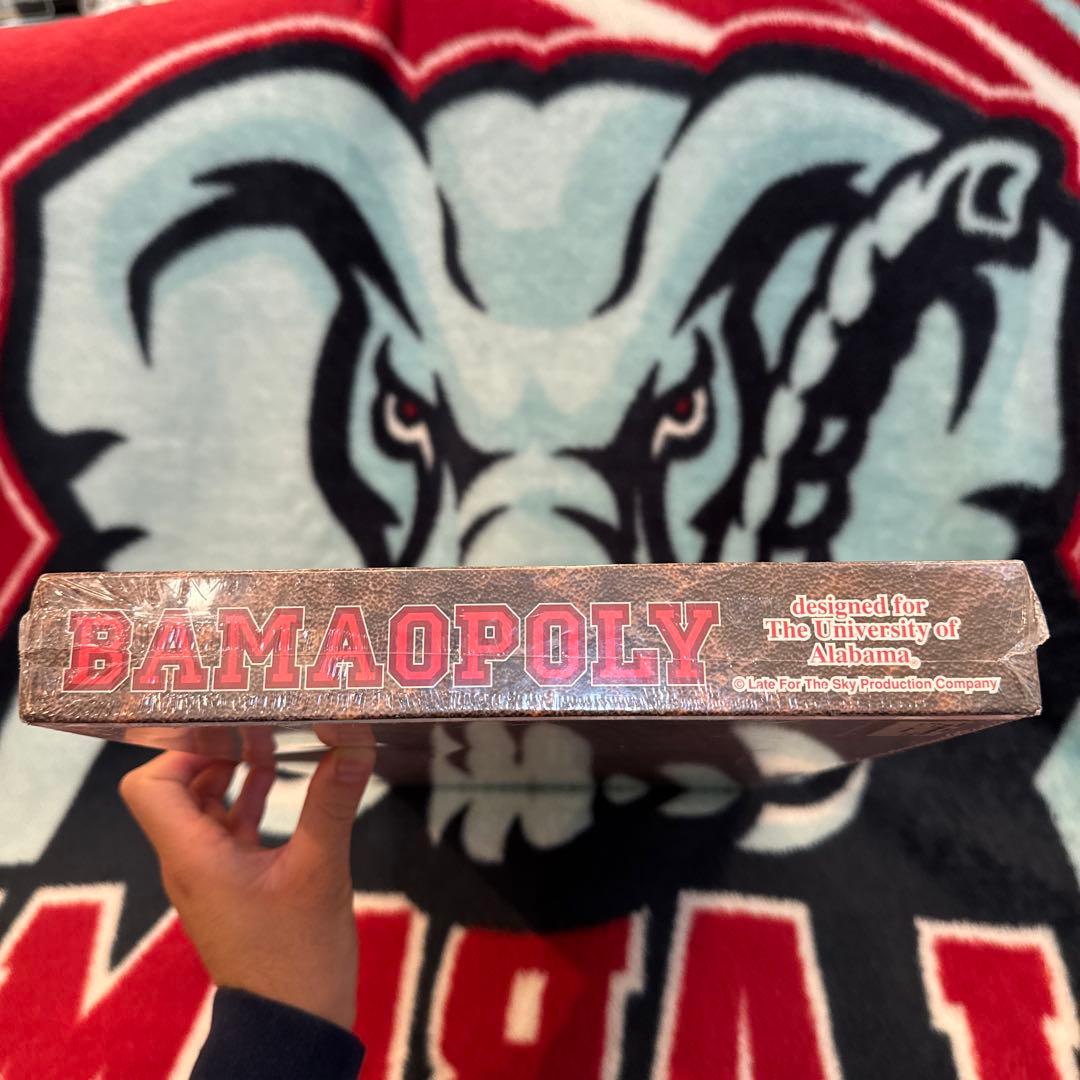 BAMAOPOLY
designed for
The University of
Alabama®
© Late For The Sky Production Company